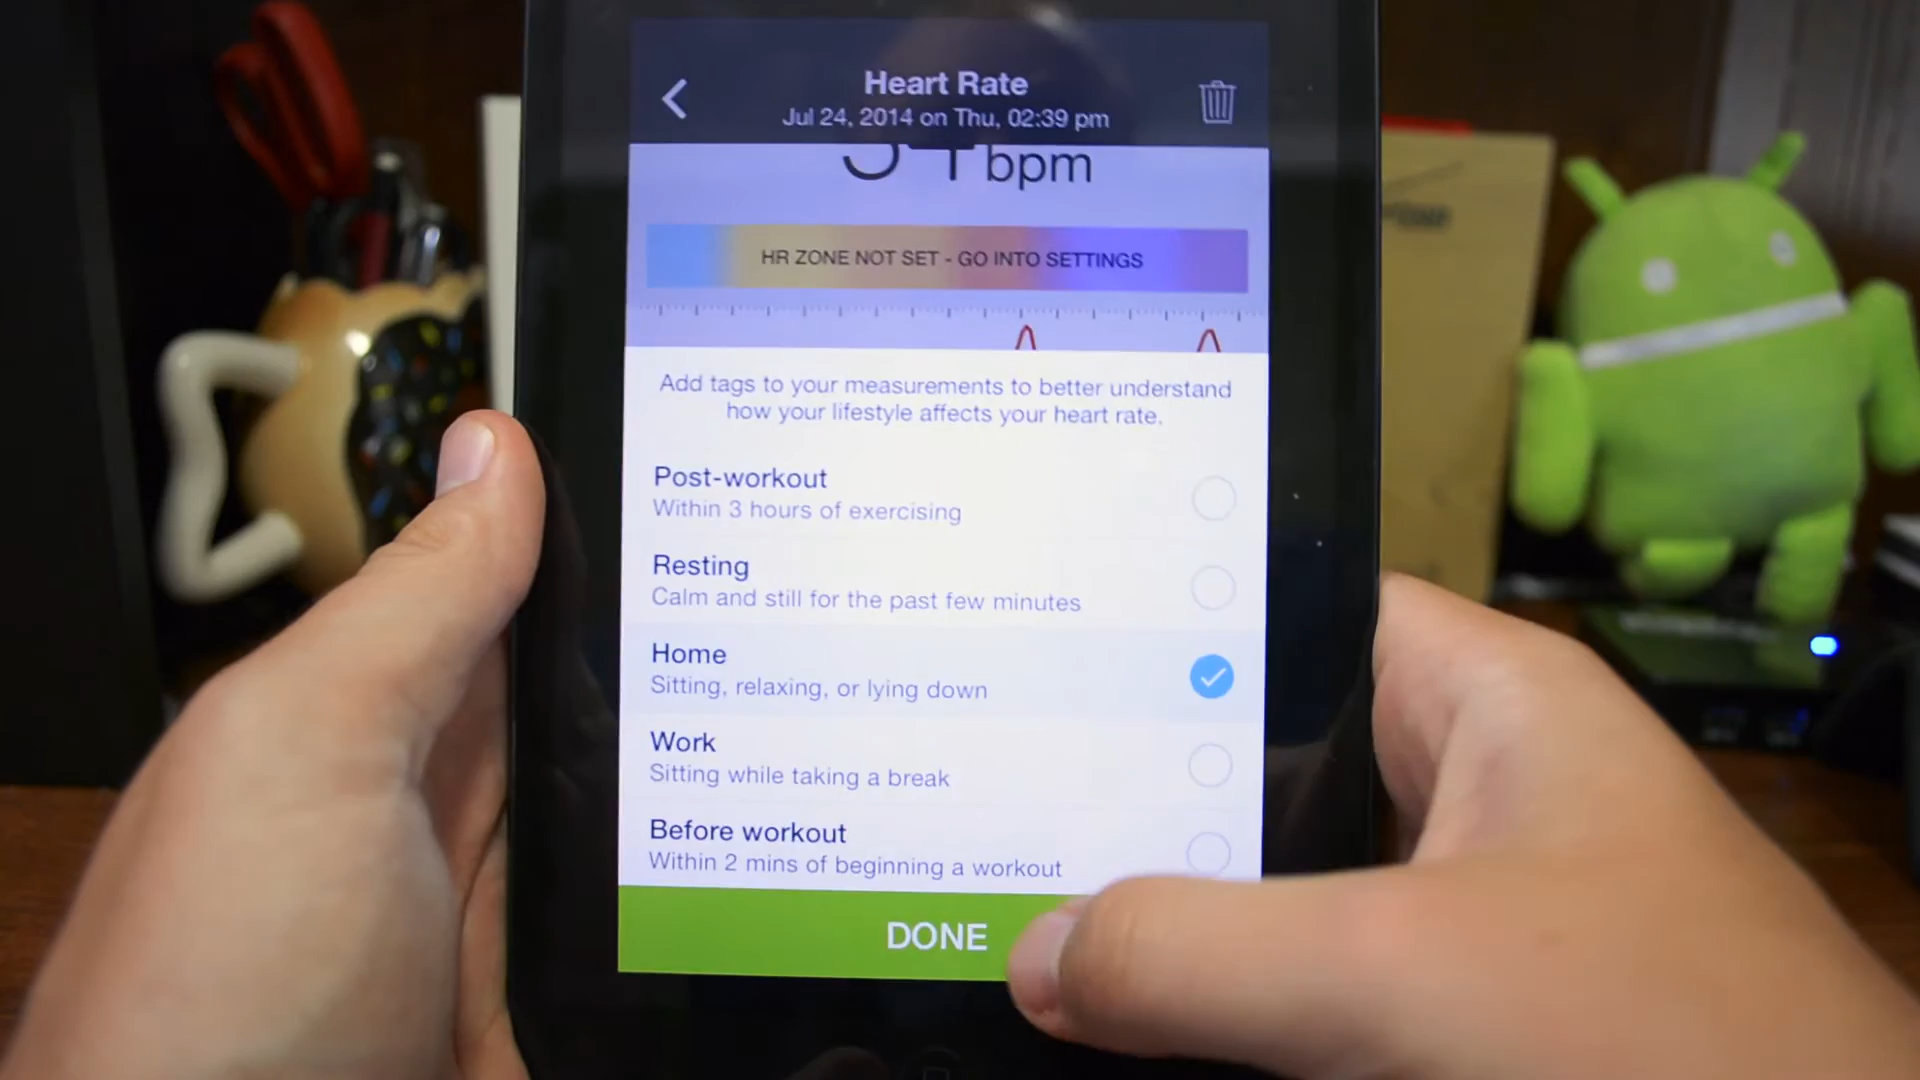 Heart Rate
Jul 24, 2014 on Thu, 02:39 pm
bpm
HR ZONE NOT SET - GO INTO SETTINGS
Add tags to your measurements to better understand
how your lifestyle affects your heart rate.
Post-workout
Within 3 hours of exercising
Resting
Calm and still for the past few minutes
Home
Sitting, relaxing, or lying down
Work
Sitting while taking a break
Before workout
Within 2 mins of beginning a workout
DONE